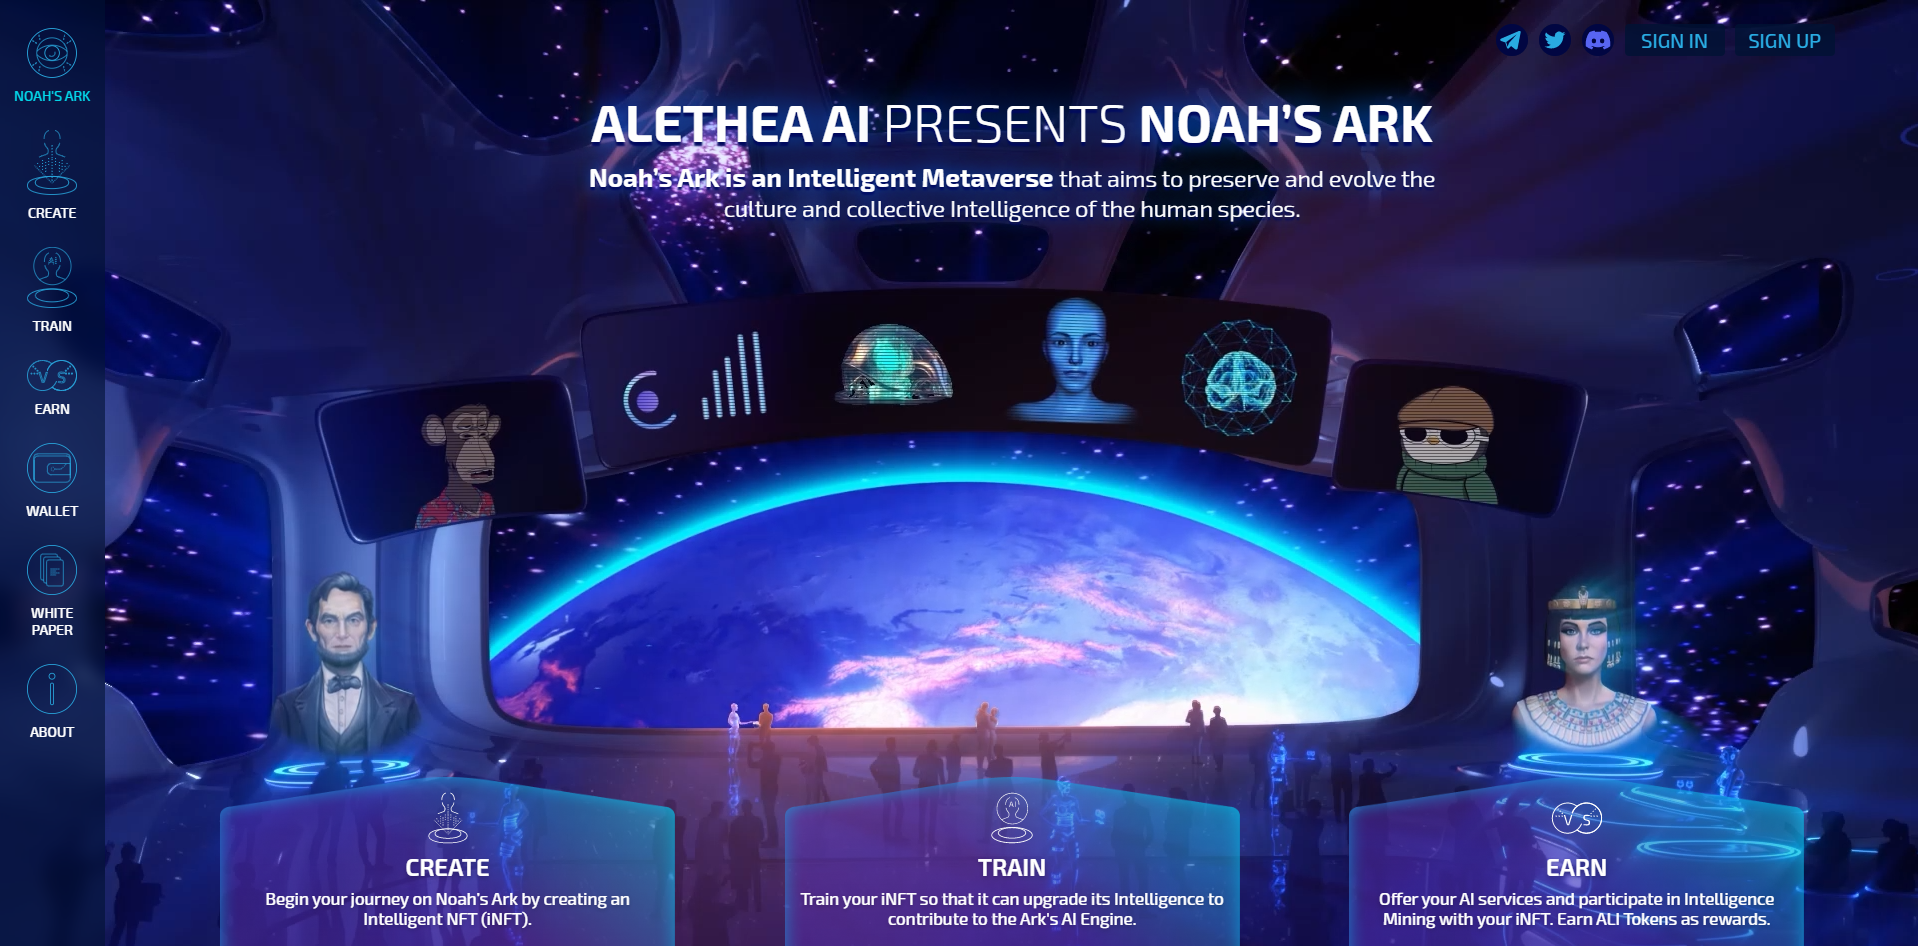 NOAH'S ARK
CREATE
TRAIN
EARN
WALLET
WHITE
PAPER
ABOUT
SIGN IN
SIGN UP
ALETHEA AI PRESENTS NOAH’S ARK
Noah’s Ark is an Intelligent Metaverse that aims to preserve and evolve the
culture and collective Intelligence of the human species.
CREATE
Begin your journey on Noah's Ark by creating an
Intelligent NFT (iNFT).
AI
TRAIN
Train your iNFT so that it can upgrade its Intelligence to
contribute to the Ark's AI Engine.
V S
EARN
Offer your AI services and participate in Intelligence
Mining with your iNFT. Earn ALI Tokens as rewards.